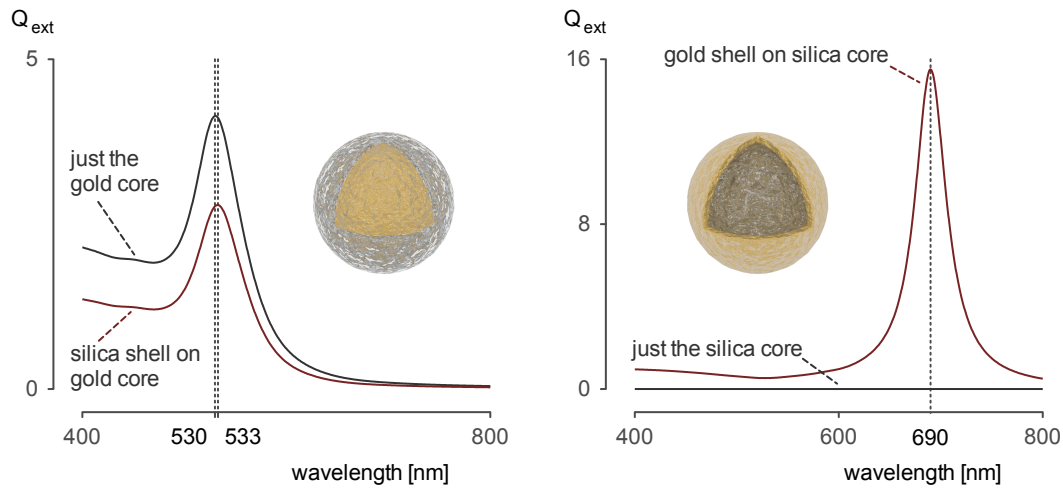 Q ext
5
just the
gold core
silica shell on
gold core
0
400
530
533
800
wavelength [nm]
Q ext
16
gold shell on silica core
8
just the silica core
0
400
600
690
800
wavelength [nm]